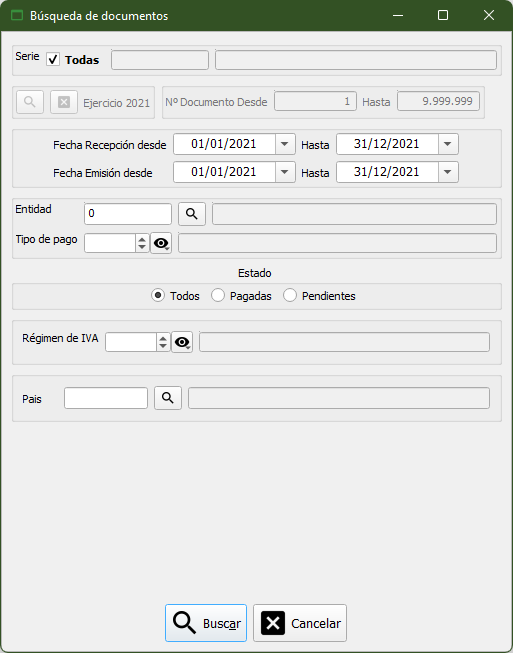 Búsqueda de documentos
Serie Todas
Ejercicio 2021 Nº Documento Desde 1 Hasta 9.999.999
Fecha Recepción desde 01/01/2021 Hasta 31/12/2021
Fecha Emisión desde 01/01/2021 Hasta 31/12/2021
Entidad 0
Tipo de pago
Estado
Todos Pagadas Pendientes
Régimen de IVA
Pais
Buscar Cancelar